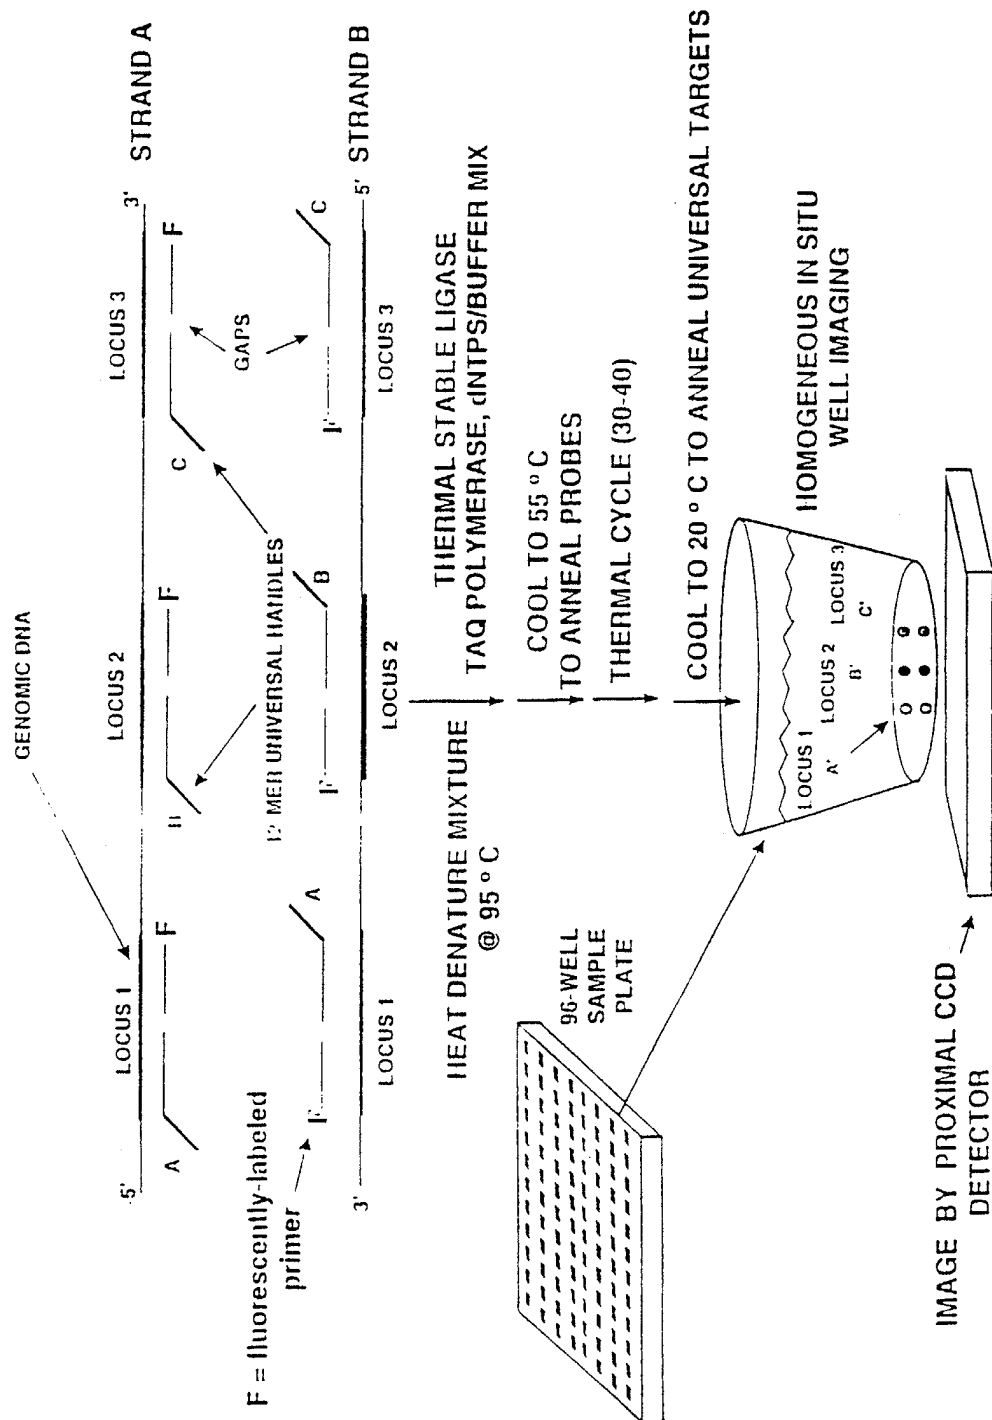 GENOMIC DNA
LOCUS 1
LOCUS 2
LOCUS 3
5'
3'
STRAND A
A
F
B
F
C
F
GAPS
12 MER UNIVERSAL HANDLES
F = fluorescently-labeled
primer
F
A
F
B
F
C
3'
5'
STRAND B
LOCUS 1
LOCUS 2
LOCUS 3
HEAT DENATURE MIXTURE
@ 95 °C
THERMAL STABLE LIGASE
TAQ POLYMERASE, dNTPS/BUFFER MIX
COOL TO 55 °C
TO ANNEAL PROBES
THERMAL CYCLE (30-40)
COOL TO 20 °C TO ANNEAL UNIVERSAL TARGETS
96-WELL
SAMPLE
PLATE
LOCUS 1
A'
LOCUS 2
B'
LOCUS 3
C'
HOMOGENEOUS IN SITU
WELL IMAGING
IMAGE BY PROXIMAL CCD
DETECTOR